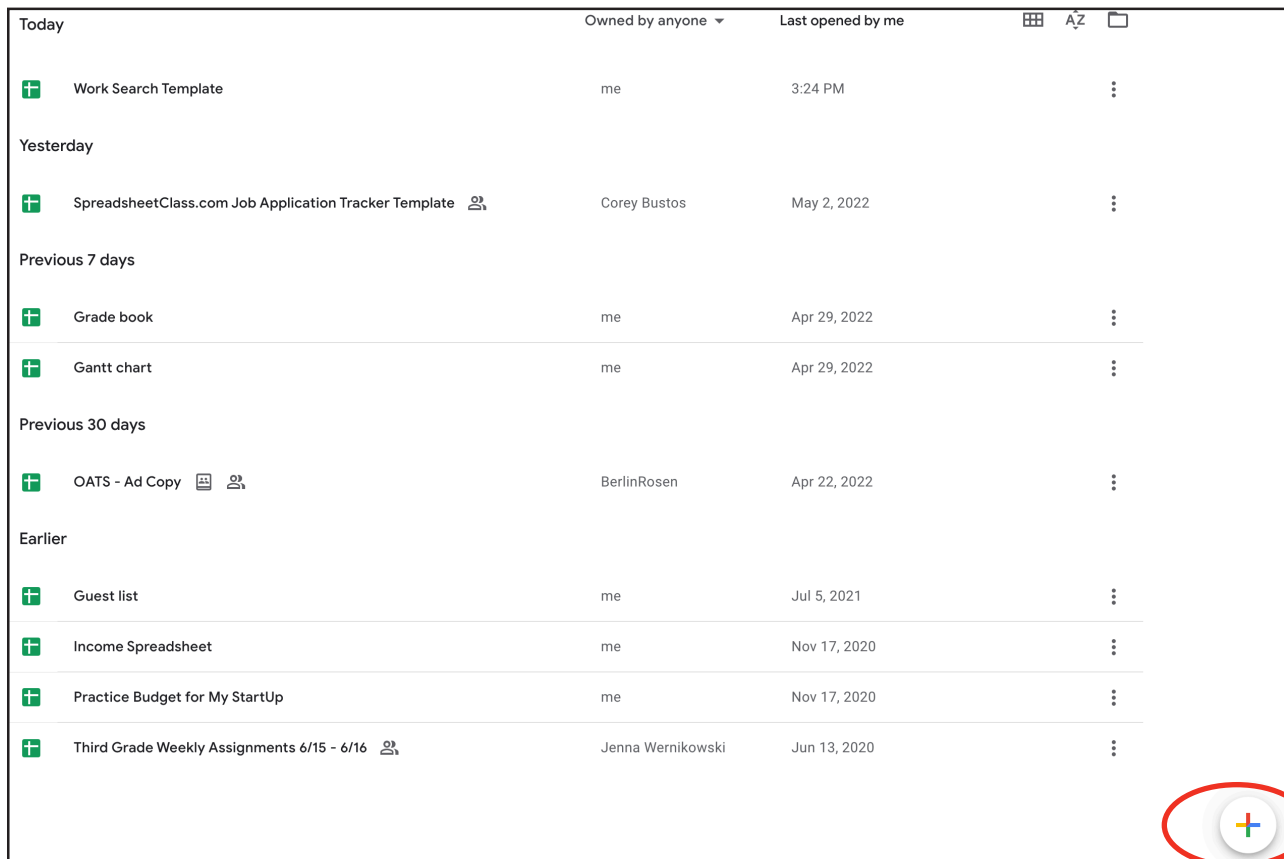 Today Owned by anyone Last opened by me AZ
Work Search Template me 3:24 PM
Yesterday
SpreadsheetClass.com Job Application Tracker Template Corey Bustos May 2, 2022
Previous 7 days
Grade book me Apr 29, 2022
Gantt chart me Apr 29, 2022
Previous 30 days
OATS - Ad Copy BerlinRosen Apr 22, 2022
Earlier
Guest list me Jul 5, 2021
Income Spreadsheet me Nov 17, 2020
Practice Budget for My StartUp me Nov 17, 2020
Third Grade Weekly Assignments 6/15 - 6/16 Jenna Wernikowski Jun 13, 2020